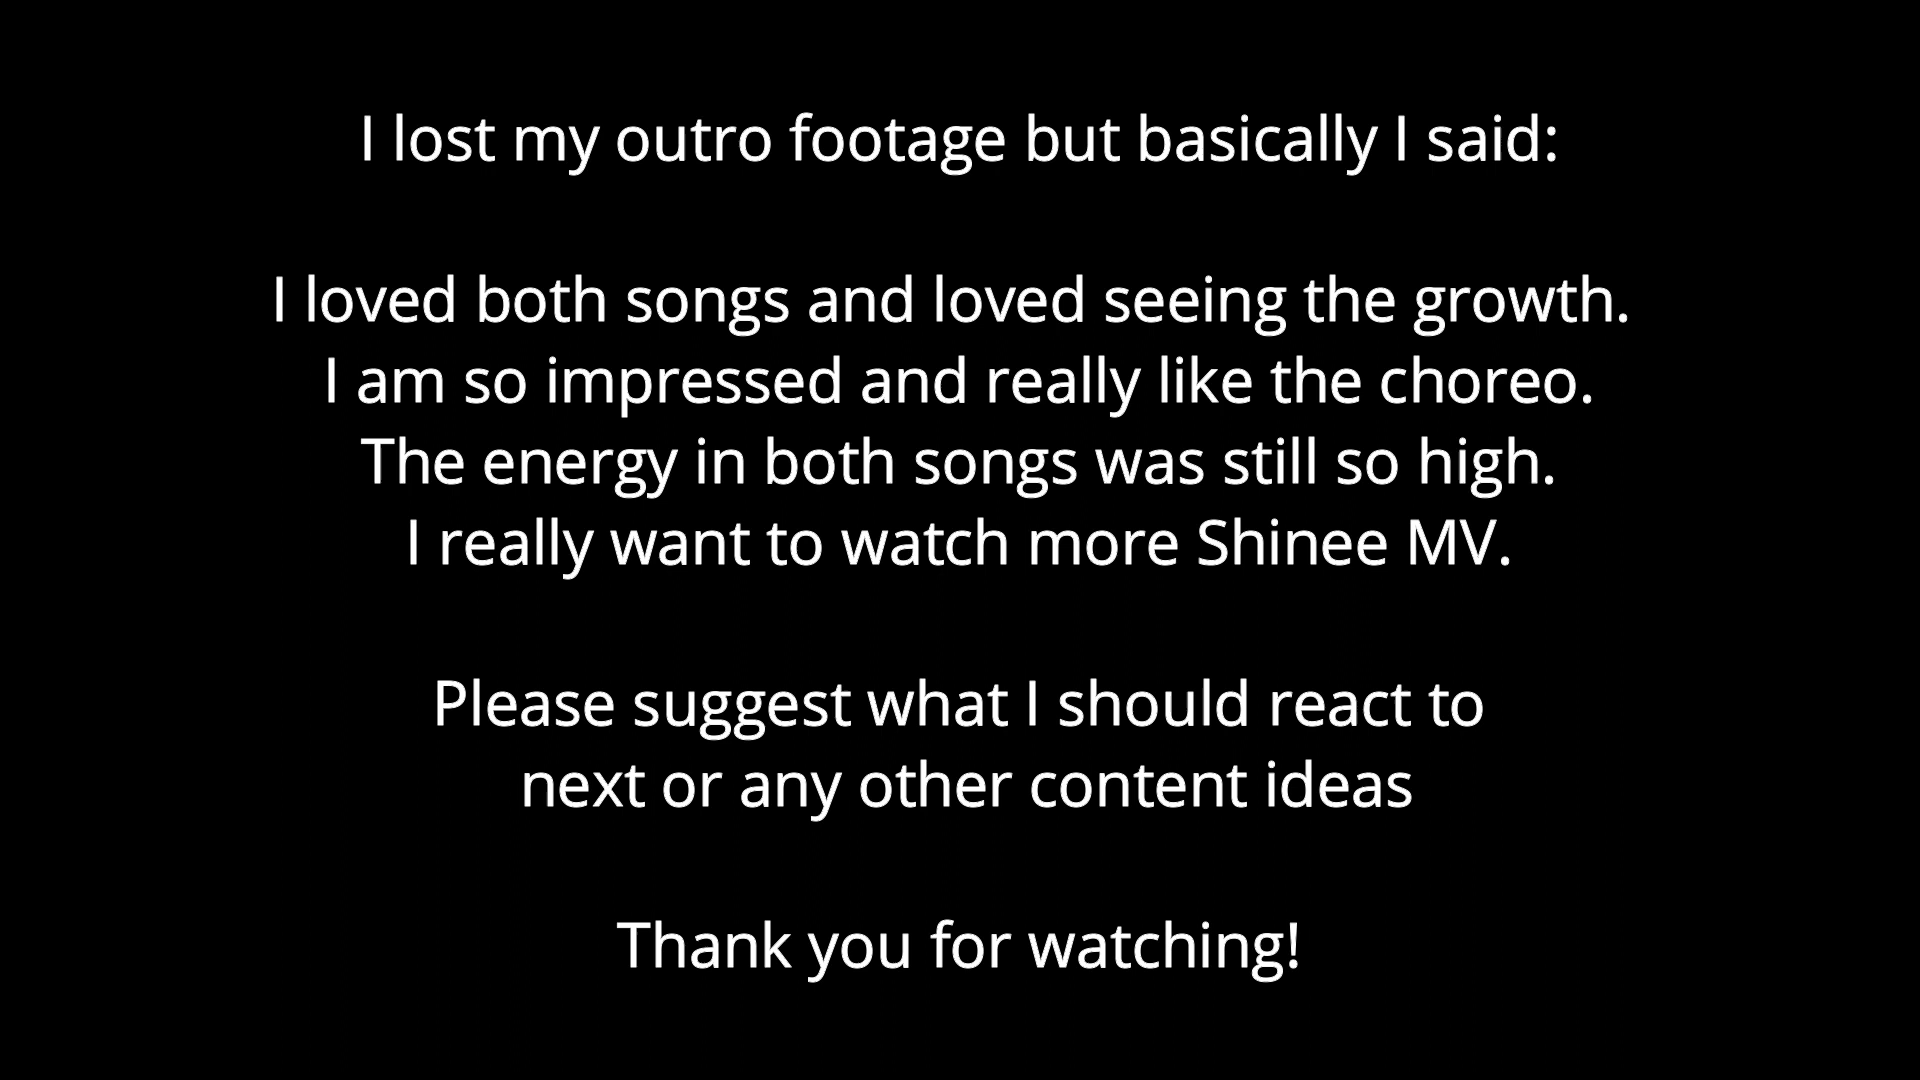 I lost my outro footage but basically I said:
I loved both songs and loved seeing the growth.
I am so impressed and really like the choreo.
The energy in both songs was still so high.
I really want to watch more Shinee MV.
Please suggest what I should react to
next or any other content ideas
Thank you for watching!